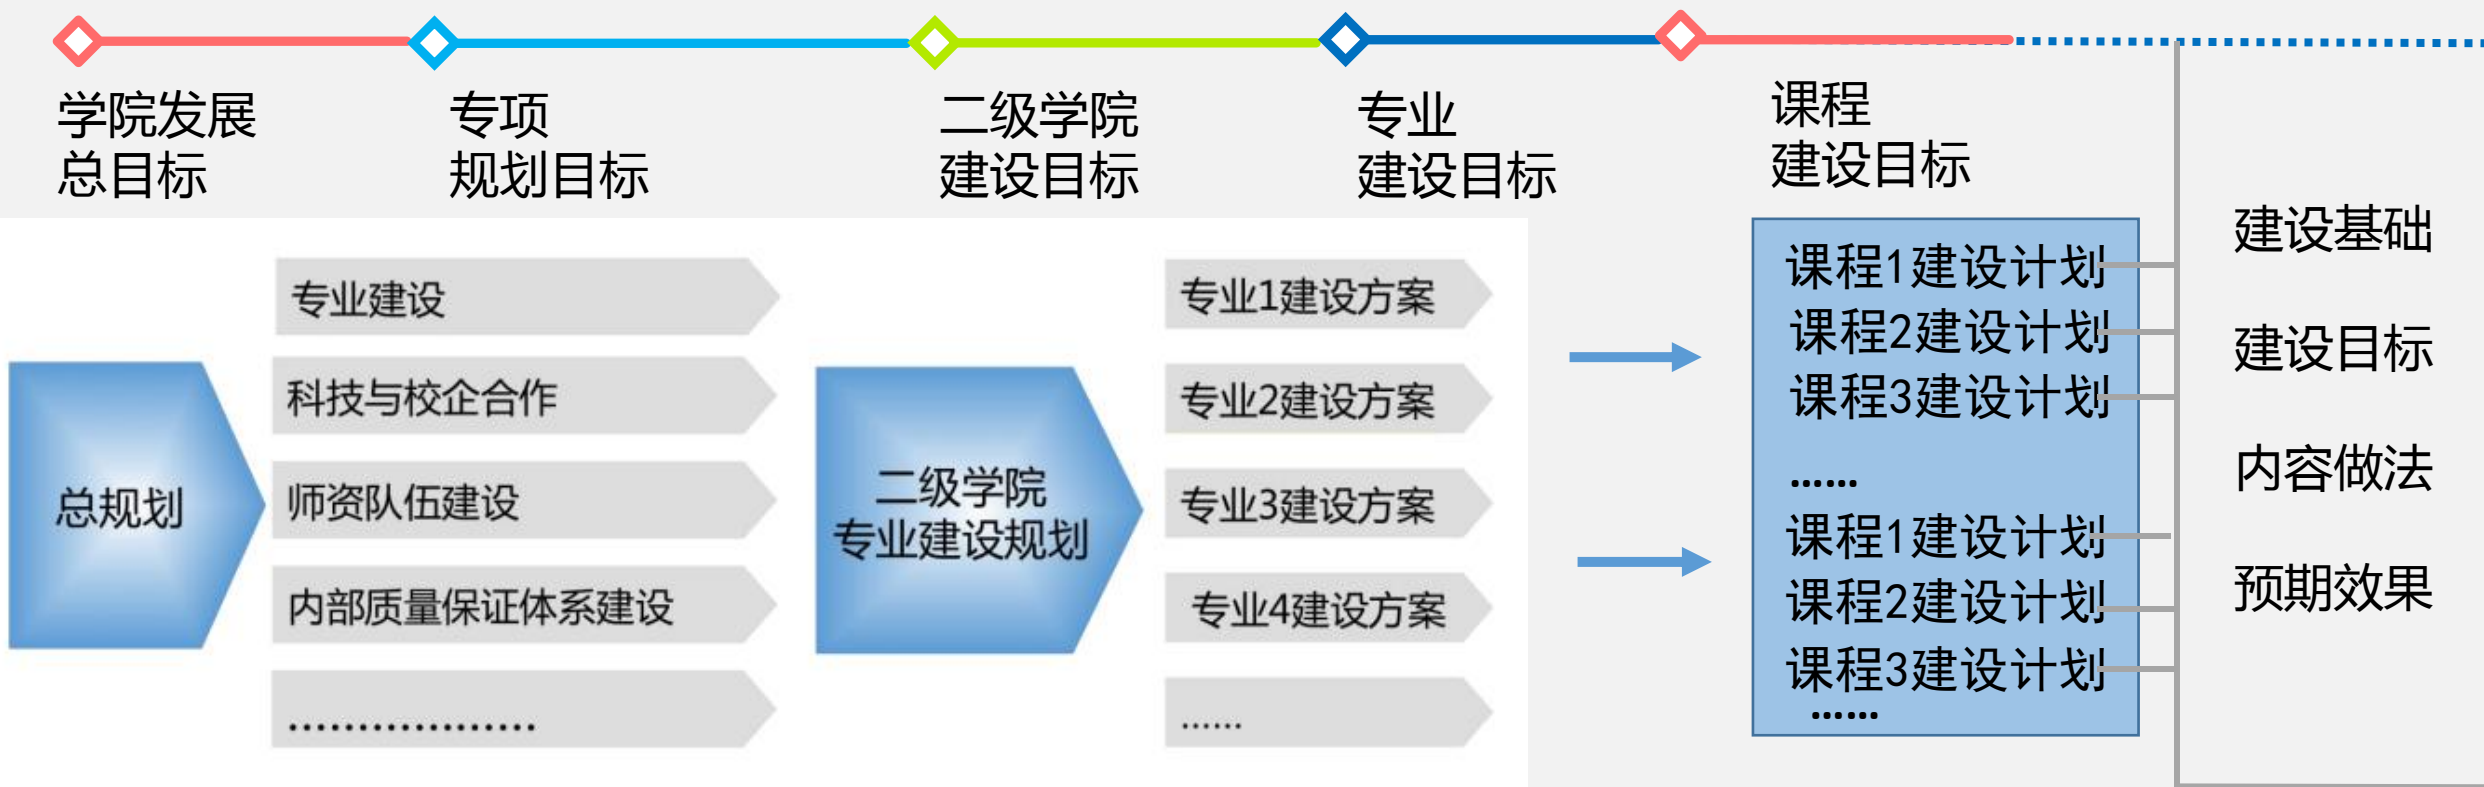 学院发展
总目标
专项
规划目标
二级学院
建设目标
专业
建设目标
课程
建设目标
总规划
专业建设
科技与校企合作
师资队伍建设
内部质量保证体系建设
..................
二级学院
专业建设规划
专业1建设方案
专业2建设方案
专业3建设方案
专业4建设方案
......
课程1建设计划
课程2建设计划
课程3建设计划
......
课程1建设计划
课程2建设计划
课程3建设计划
......
建设基础
建设目标
内容做法
预期效果